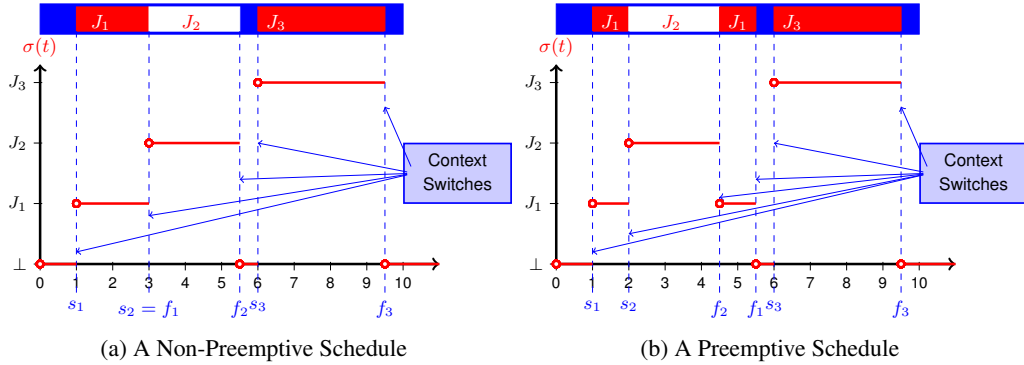 J₁ J₂ J₃
σ(t)
J₃
J₂
J₁
⊥
Context
Switches
0 1 2 3 4 5 6 7 8 9 10
s₁ s₂ = f₁ f₂ s₃ f₃
(a) A Non-Preemptive Schedule
J₁ J₂ J₁ J₃
σ(t)
J₃
J₂
J₁
⊥
Context
Switches
0 1 2 3 4 5 6 7 8 9 10
s₁ s₂ f₂ f₁ s₃ f₃
(b) A Preemptive Schedule